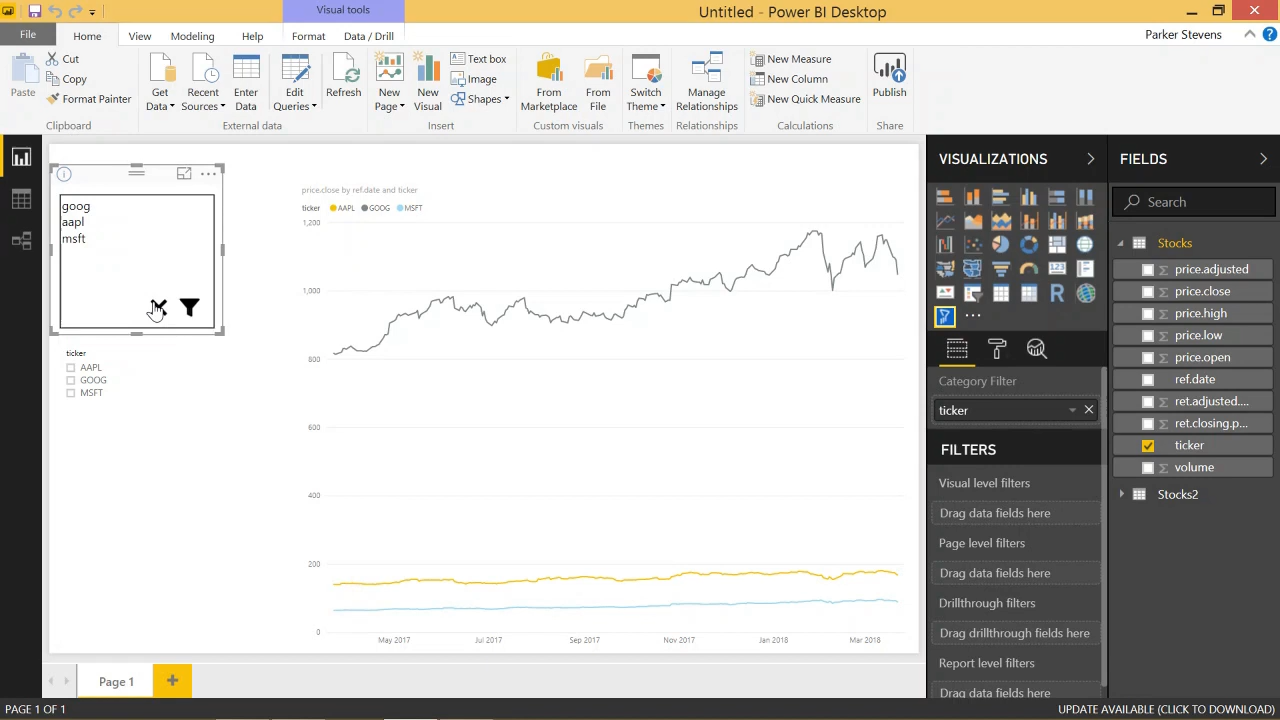 Visual tools
Untitled - Power BI Desktop
File
Home
View
Modeling
Help
Format
Data / Drill
Parker Stevens
?
Paste
Cut
Copy
Format Painter
Get
Data
Recent
Sources
Enter
Data
Edit
Queries
Refresh
New
Page
New
Visual
Text box
Image
Shapes
From
Marketplace
From
File
Switch
Theme
Manage
Relationships
New Measure
New Column
New Quick Measure
Publish
Clipboard
External data
Insert
Custom visuals
Themes
Relationships
Calculations
Share
goog
aapl
msft
ticker
AAPL
GOOG
MSFT
price.close by ref.date and ticker
ticker AAPL GOOG MSFT
1,200
1,000
800
600
400
200
0
May 2017 Jul 2017 Sep 2017 Nov 2017 Jan 2018 Mar 2018
VISUALIZATIONS
123
R
Category Filter
ticker
FILTERS
Visual level filters
Drag data fields here
Page level filters
Drag data fields here
Drillthrough filters
Drag drillthrough fields here
Report level filters
Drag data fields here
FIELDS
Search
Stocks
price.adjusted
price.close
price.high
price.low
price.open
ref.date
ret.adjusted....
ret.closing.p...
ticker
volume
Stocks2
Page 1
PAGE 1 OF 1
UPDATE AVAILABLE (CLICK TO DOWNLOAD)